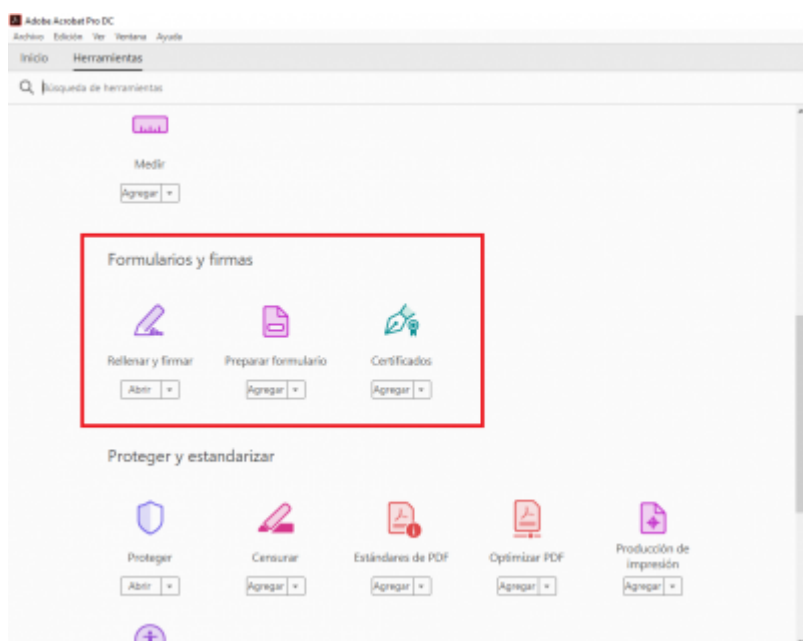 Adobe Acrobat Pro DC
Archivo Edición Ver Ventana Ayuda
Inicio Herramientas
Búsqueda de herramientas
Medir
Agregar
Formularios y firmas
Rellenar y firmar Preparar formulario Certificados
Abrir Agregar Agregar
Proteger y estandarizar
Proteger Censurar Estándares de PDF Optimizar PDF Producción de
impresión
Abrir Agregar Agregar Agregar Agregar